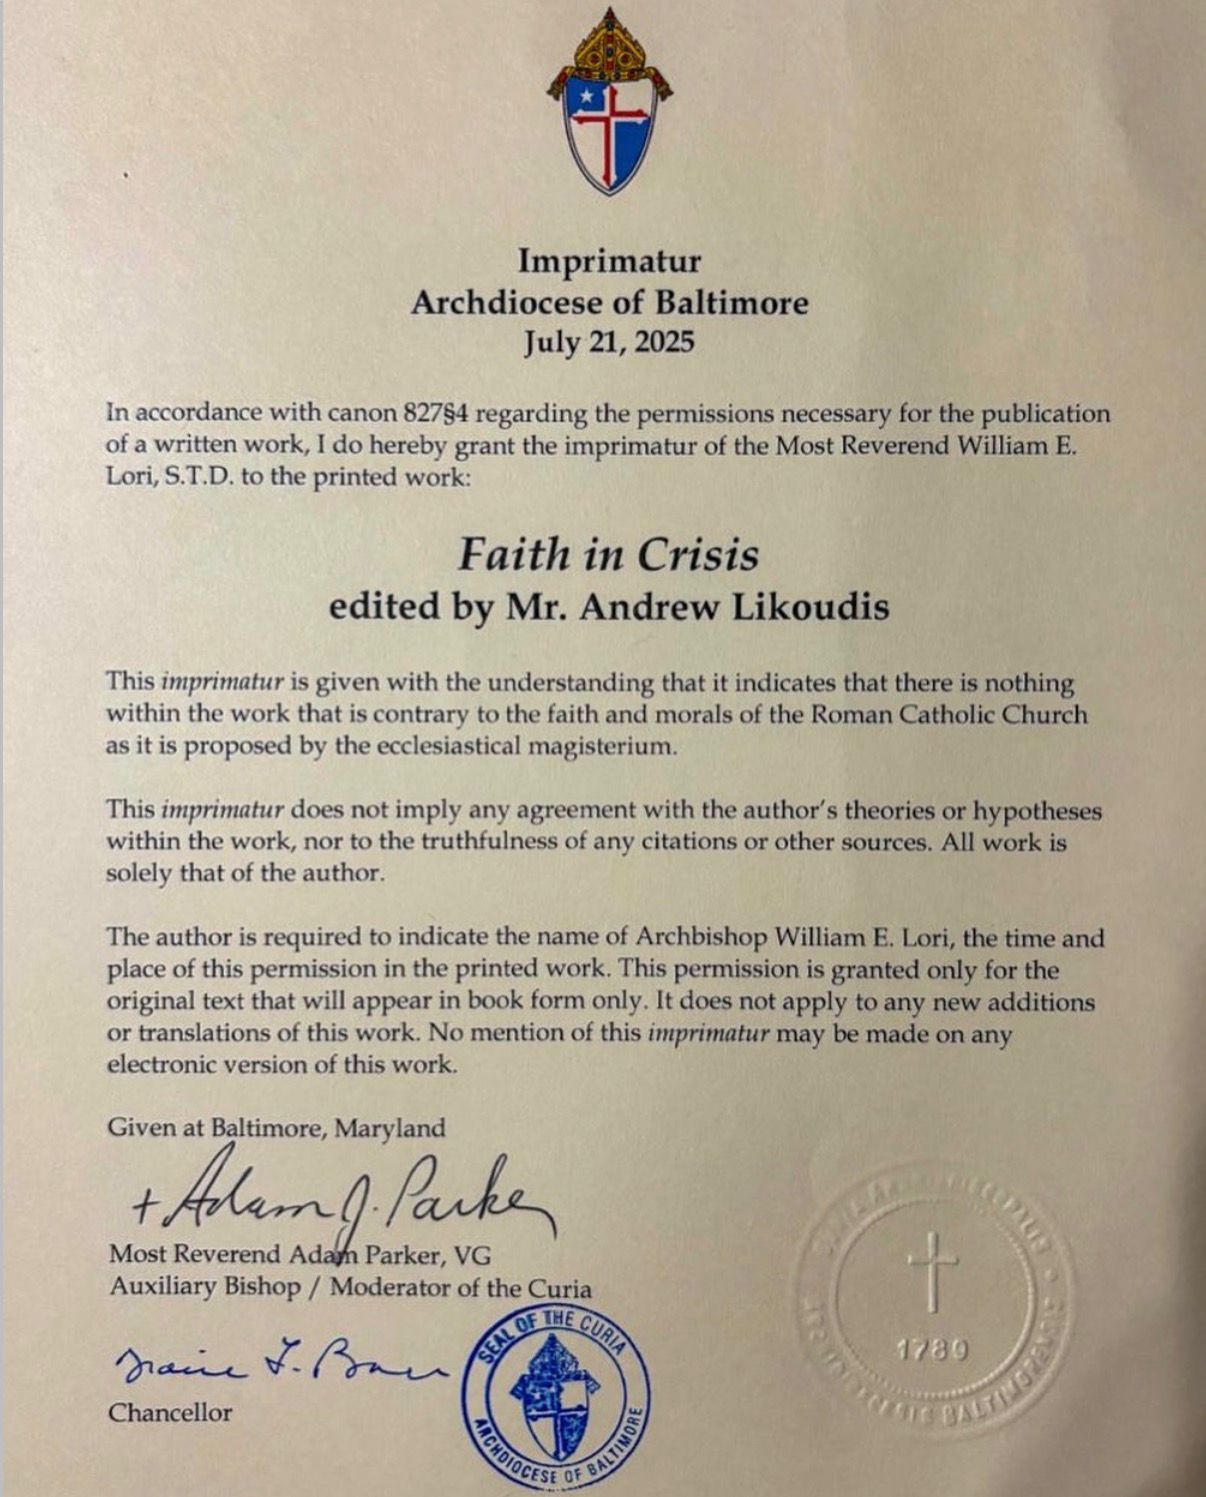 Imprimatur
Archdiocese of Baltimore
July 21, 2025
In accordance with canon 827§4 regarding the permissions necessary for the publication
of a written work, I do hereby grant the imprimatur of the Most Reverend William E.
Lori, S.T.D. to the printed work:
Faith in Crisis
edited by Mr. Andrew Likoudis
This imprimatur is given with the understanding that it indicates that there is nothing
within the work that is contrary to the faith and morals of the Roman Catholic Church
as it is proposed by the ecclesiastical magisterium.
This imprimatur does not imply any agreement with the author's theories or hypotheses
within the work, nor to the truthfulness of any citations or other sources. All work is
solely that of the author.
The author is required to indicate the name of Archbishop William E. Lori, the time and
place of this permission in the printed work. This permission is granted only for the
original text that will appear in book form only. It does not apply to any new additions
or translations of this work. No mention of this imprimatur may be made on any
electronic version of this work.
Given at Baltimore, Maryland
+ Adam J. Parker
Most Reverend Adam Parker, VG
Auxiliary Bishop / Moderator of the Curia
Chancellor
SEAL OF THE CURIA
ARCHDIOCESE OF BALTIMORE
1789
BALTIMORENSIS